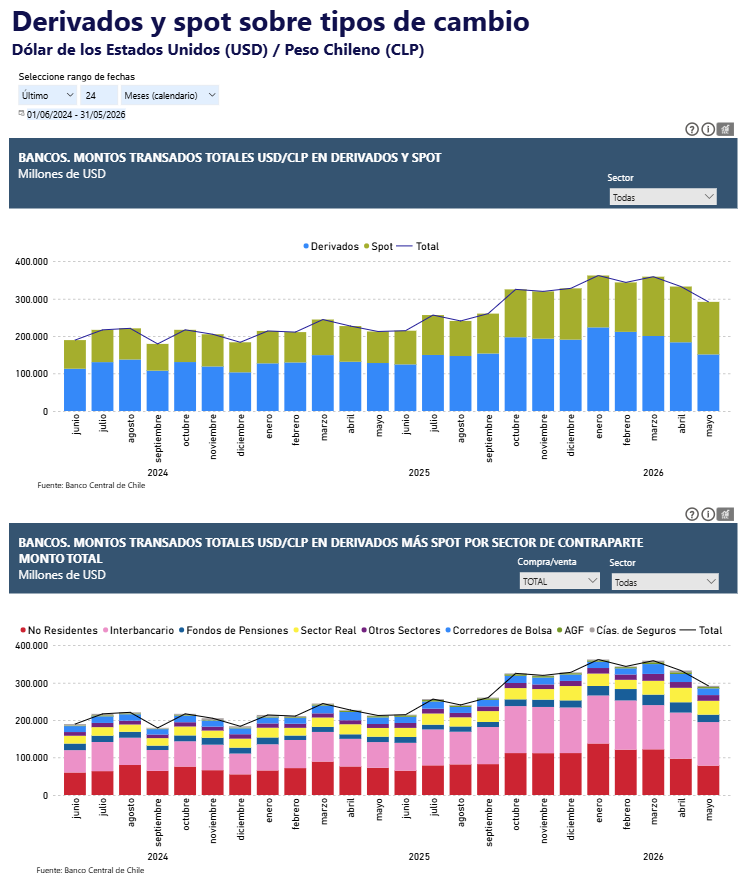 Derivados y spot sobre tipos de cambio
Dólar de los Estados Unidos (USD) / Peso Chileno (CLP)
Seleccione rango de fechas
Último 24 Meses (calendario)
01/06/2024 - 31/05/2026
BANCOS. MONTOS TRANSADOS TOTALES USD/CLP EN DERIVADOS Y SPOT
Millones de USD
Sector
Todas
Derivados Spot Total
400.000
300.000
200.000
100.000
0
junio julio agosto septiembre octubre noviembre diciembre enero febrero marzo abril mayo junio julio agosto septiembre octubre noviembre diciembre enero febrero marzo abril mayo
2024 2025 2026
Fuente: Banco Central de Chile
BANCOS. MONTOS TRANSADOS TOTALES USD/CLP EN DERIVADOS MÁS SPOT POR SECTOR DE CONTRAPARTE
MONTO TOTAL
Millones de USD
Compra/venta Sector
TOTAL Todas
No Residentes Interbancario Fondos de Pensiones Sector Real Otros Sectores Corredores de Bolsa AGF Cías. de Seguros Total
400.000
300.000
200.000
100.000
0
junio julio agosto septiembre octubre noviembre diciembre enero febrero marzo abril mayo junio julio agosto septiembre octubre noviembre diciembre enero febrero marzo abril mayo
2024 2025 2026
Fuente: Banco Central de Chile